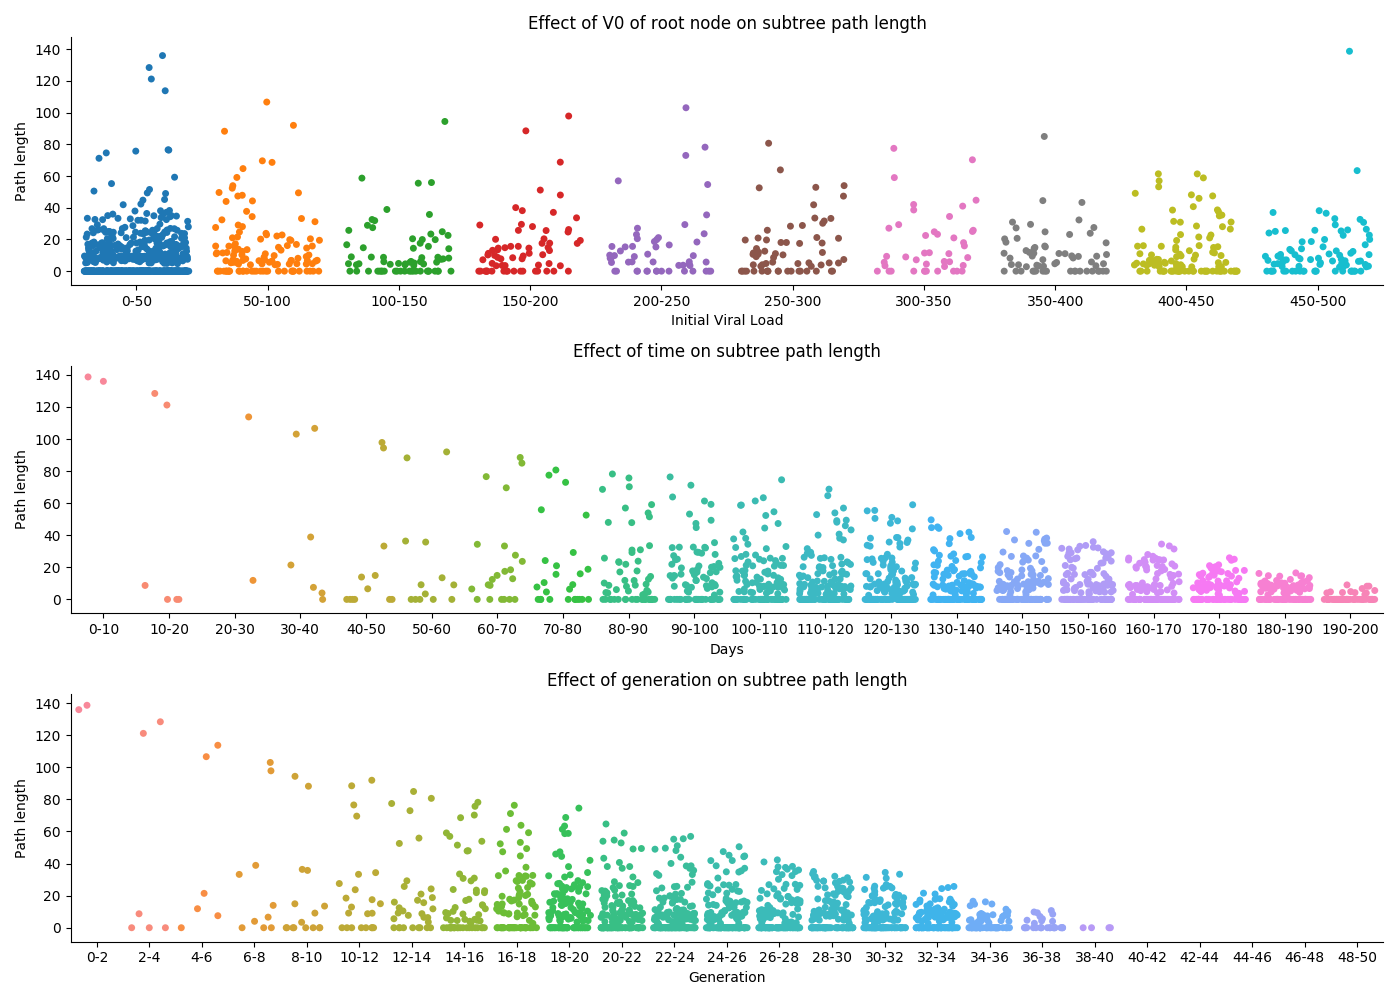 Effect of V0 of root node on subtree path length
140
120
100
80
60
40
20
0
Path length
0-50 50-100 100-150 150-200 200-250 250-300 300-350 350-400 400-450 450-500
Initial Viral Load
Effect of time on subtree path length
140
120
100
80
60
40
20
0
Path length
0-10 10-20 20-30 30-40 40-50 50-60 60-70 70-80 80-90 90-100 100-110 110-120 120-130 130-140 140-150 150-160 160-170 170-180 180-190 190-200
Days
Effect of generation on subtree path length
140
120
100
80
60
40
20
0
Path length
0-2 2-4 4-6 6-8 8-10 10-12 12-14 14-16 16-18 18-20 20-22 22-24 24-26 26-28 28-30 30-32 32-34 34-36 36-38 38-40 40-42 42-44 44-46 46-48 48-50
Generation